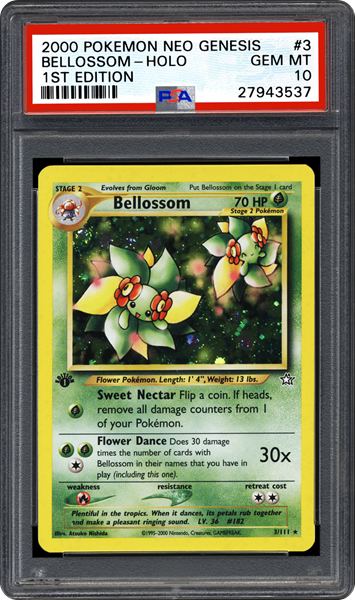 2000 POKEMON NEO GENESIS #3
BELLOSSOM-HOLO GEM MT
1ST EDITION 10
PSA 27943537
STAGE 2 Evolves from Gloom Put Bellossom on the Stage 1 card
Bellossom 70 HP
Stage 2 Pokémon
Flower Pokémon. Length: 1' 4", Weight: 13 lbs.
Sweet Nectar Flip a coin. If heads,
remove all damage counters from 1
of your Pokémon.
Flower Dance Does 30 damage
times the number of cards with
Bellossom in their names that you have in
play (including this one).
30x
weakness resistance retreat cost
Plentiful in the tropics. When it dances, its petals rub together
and make a pleasant ringing sound. LV. 36 #182
Illus. Atsuko Nishida ©1995-2000 Nintendo, Creatures, GAMEFREAK. 3/111 ★